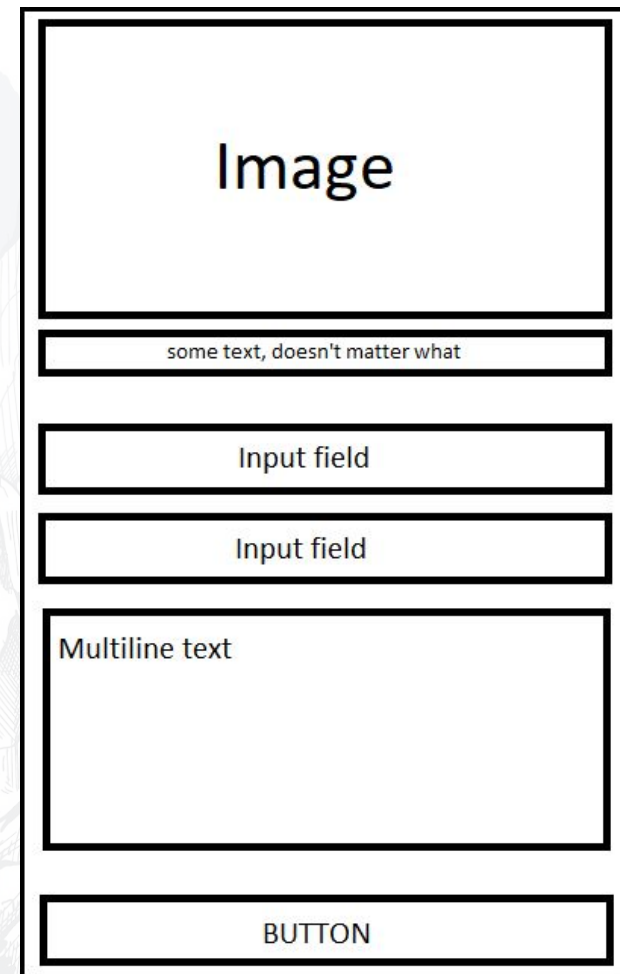 Image
some text, doesn't matter what
Input field
Input field
Multiline text
BUTTON